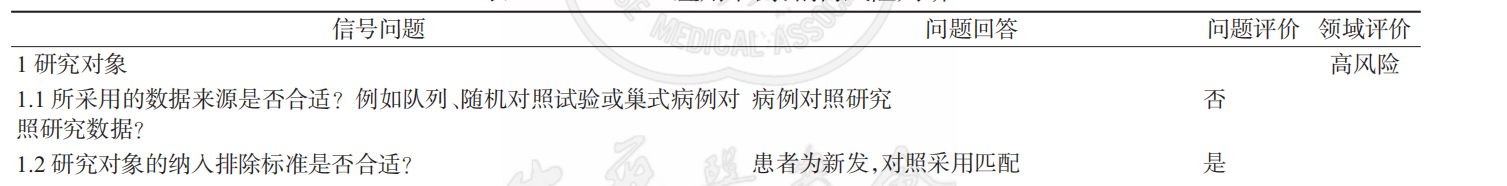 信号问题 问题回答 问题评价 领域评价
1 研究对象 高风险
1.1 所采用的数据来源是否合适？例如队列、随机对照试验或巢式病例对 病例对照研究 否
照研究数据？
1.2 研究对象的纳入排除标准是否合适？ 患者为新发，对照采用匹配 是
MEDICAL ASSO